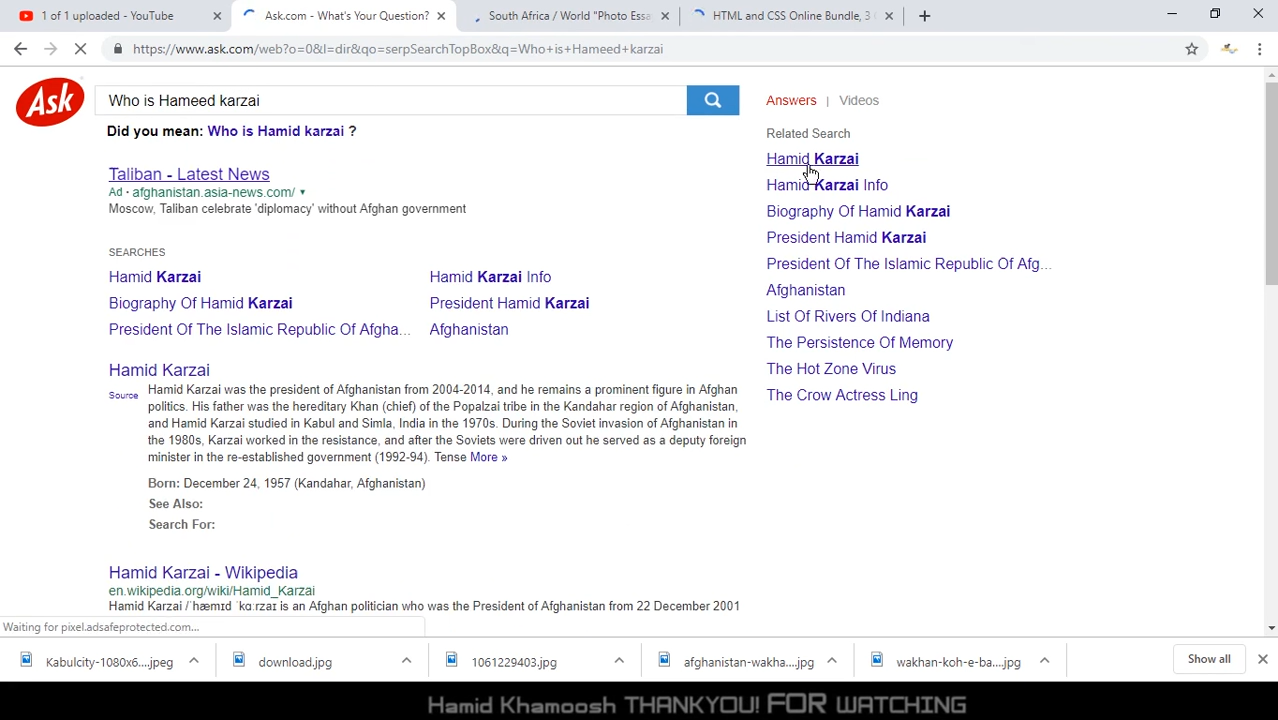 1 of 1 uploaded - YouTube
Ask.com - What's Your Question?
South Africa / World "Photo Essa
HTML and CSS Online Bundle, 3
https://www.ask.com/web?o=0&l=dir&qo=serpSearchTopBox&q=Who+is+Hameed+karzai
Ask
Who is Hameed karzai
Answers | Videos
Did you mean: Who is Hamid karzai ?
Related Search
Hamid Karzai
Hamid Karzai Info
Biography Of Hamid Karzai
President Hamid Karzai
President Of The Islamic Republic Of Afg...
Afghanistan
List Of Rivers Of Indiana
The Persistence Of Memory
The Hot Zone Virus
The Crow Actress Ling
Taliban - Latest News
Ad · afghanistan.asia-news.com/
Moscow, Taliban celebrate 'diplomacy' without Afghan government
SEARCHES
Hamid Karzai Hamid Karzai Info
Biography Of Hamid Karzai President Hamid Karzai
President Of The Islamic Republic Of Afgha... Afghanistan
Hamid Karzai
Source
Hamid Karzai was the president of Afghanistan from 2004-2014, and he remains a prominent figure in Afghan
politics. His father was the hereditary Khan (chief) of the Popalzai tribe in the Kandahar region of Afghanistan,
and Hamid Karzai studied in Kabul and Simla, India in the 1970s. During the Soviet invasion of Afghanistan in
the 1980s, Karzai worked in the resistance, and after the Soviets were driven out he served as a deputy foreign
minister in the re-established government (1992-94). Tense More »
Born: December 24, 1957 (Kandahar, Afghanistan)
See Also:
Search For:
Hamid Karzai - Wikipedia
en.wikipedia.org/wiki/Hamid_Karzai
Hamid Karzai /ˈhæmɪd ˈkɑːrzaɪ is an Afghan politician who was the President of Afghanistan from 22 December 2001
Waiting for pixel.adsafeprotected.com...
Kabulcity-1080x6....jpeg
download.jpg
1061229403.jpg
afghanistan-wakha....jpg
wakhan-koh-e-ba....jpg
Show all
Hamid Khamoosh THANKYOU! FOR WATCHING